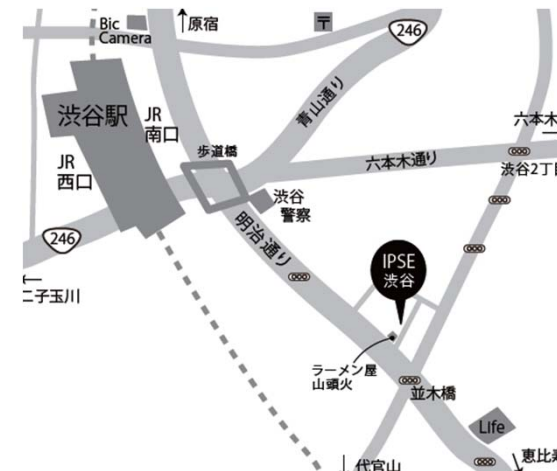 Bic
Camera
原宿
〒
246
渋谷駅
JR
南口
JR
西口
青山通り
歩道橋
六本木通り
六本木
渋谷2丁目
渋谷
警察
246
二子玉川
明治通り
IPSE
渋谷
ラーメン屋
山頭火
並木橋
Life
代官山
恵比寿